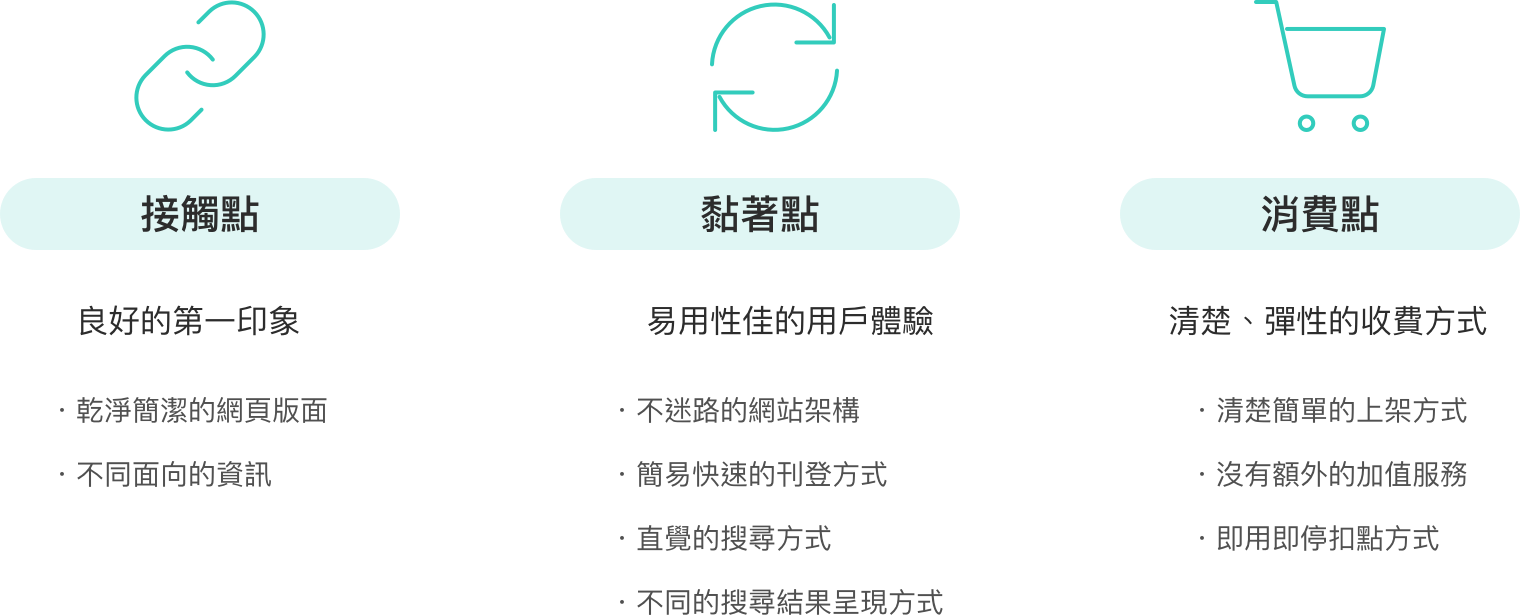 接觸點
良好的第一印象
・乾淨簡潔的網頁版面
・不同面向的資訊
黏著點
易用性佳的用戶體驗
・不迷路的網站架構
・簡易快速的刊登方式
・直覺的搜尋方式
・不同的搜尋結果呈現方式
消費點
清楚、彈性的收費方式
・清楚簡單的上架方式
・沒有額外的加值服務
・即用即停扣點方式